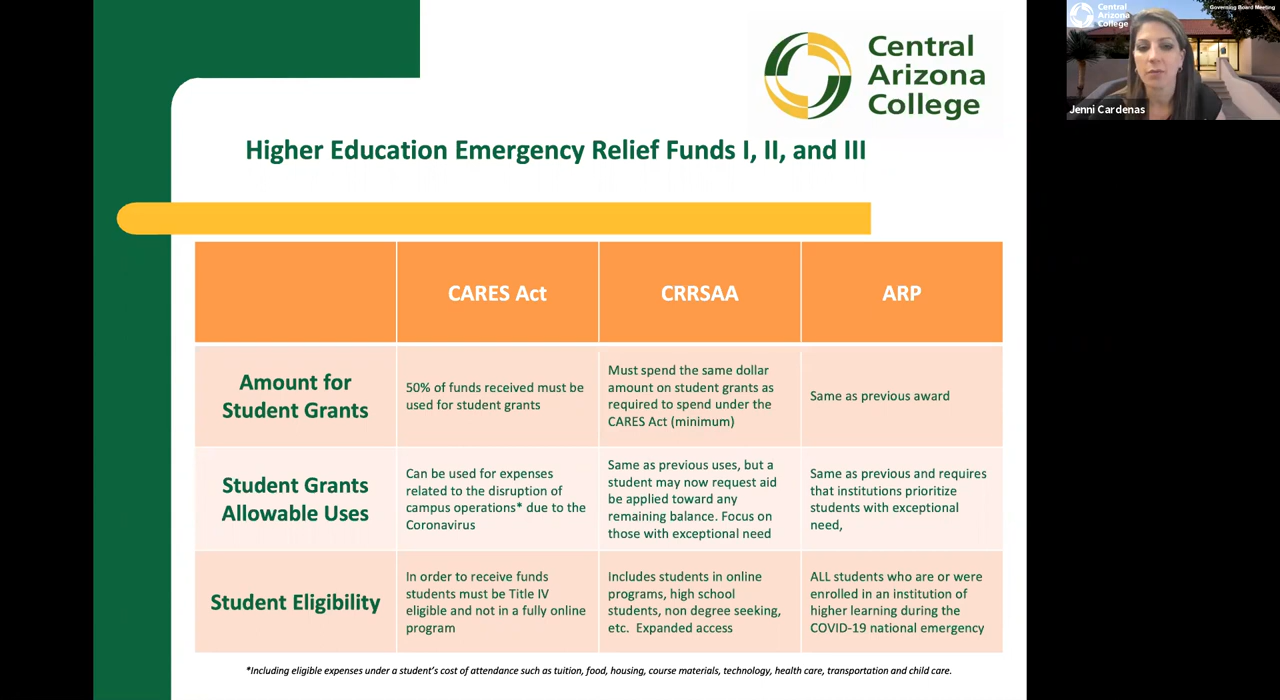 Central
Arizona
College
Higher Education Emergency Relief Funds I, II, and III
CARES Act
CRRSAA
ARP
Amount for
Student Grants
50% of funds received must be
used for student grants
Must spend the same dollar
amount on student grants as
required to spend under the
CARES Act (minimum)
Same as previous award
Student Grants
Allowable Uses
Can be used for expenses
related to the disruption of
campus operations* due to the
Coronavirus
Same as previous uses, but a
student may now request aid
be applied toward any
remaining balance. Focus on
those with exceptional need
Same as previous and requires
that institutions prioritize
students with exceptional
need,
Student Eligibility
In order to receive funds
students must be Title IV
eligible and not in a fully online
program
Includes students in online
programs, high school
students, non degree seeking,
etc.  Expanded access
ALL students who are or were
enrolled in an institution of
higher learning during the
COVID-19 national emergency
*Including eligible expenses under a student's cost of attendance such as tuition, food, housing, course materials, technology, health care, transportation and child care.
Central
Arizona
College
Governing Board Meeting
Jenni Cardenas